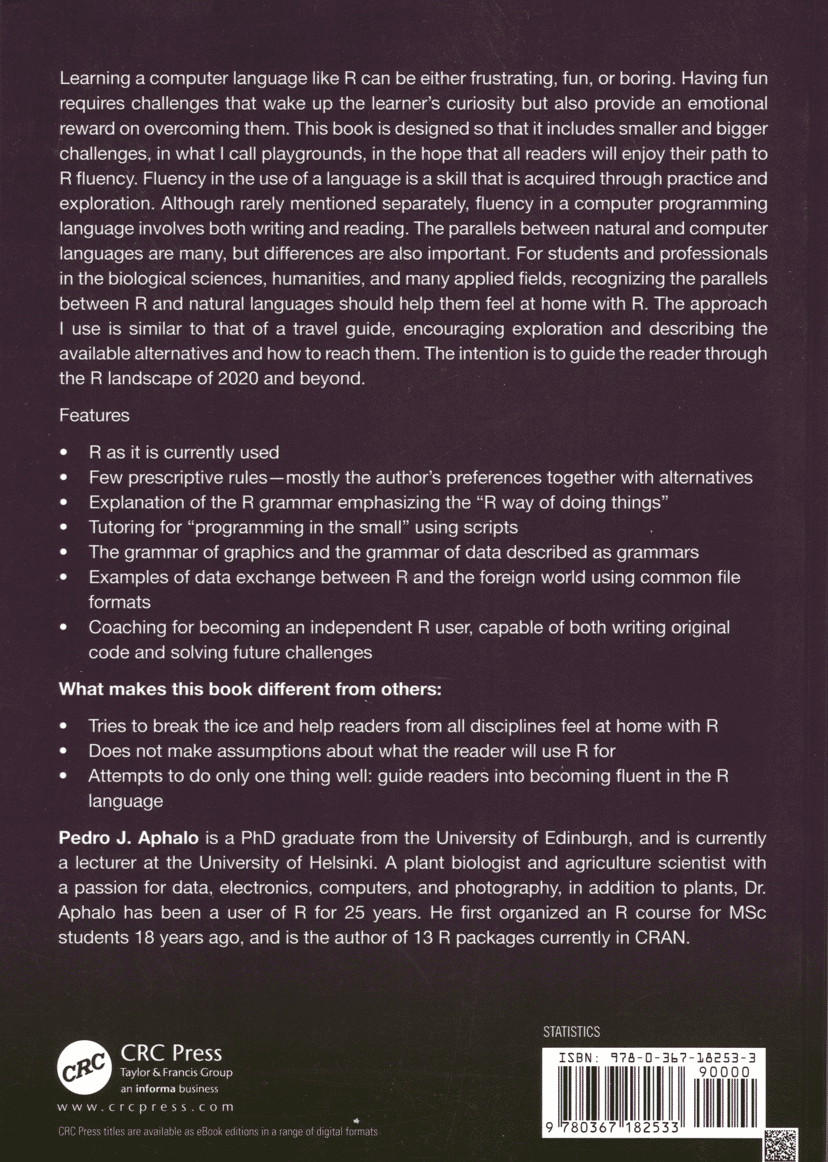 Learning a computer language like R can be either frustrating, fun, or boring. Having fun
requires challenges that wake up the learner's curiosity but also provide an emotional
reward on overcoming them. This book is designed so that it includes smaller and bigger
challenges, in what I call playgrounds, in the hope that all readers will enjoy their path to
R fluency. Fluency in the use of a language is a skill that is acquired through practice and
exploration. Although rarely mentioned separately, fluency in a computer programming
language involves both writing and reading. The parallels between natural and computer
languages are many, but differences are also important. For students and professionals
in the biological sciences, humanities, and many applied fields, recognizing the parallels
between R and natural languages should help them feel at home with R. The approach
I use is similar to that of a travel guide, encouraging exploration and describing the
available alternatives and how to reach them. The intention is to guide the reader through
the R landscape of 2020 and beyond.
Features
• R as it is currently used
• Few prescriptive rules—mostly the author's preferences together with alternatives
• Explanation of the R grammar emphasizing the “R way of doing things”
• Tutoring for “programming in the small” using scripts
• The grammar of graphics and the grammar of data described as grammars
• Examples of data exchange between R and the foreign world using common file
formats
• Coaching for becoming an independent R user, capable of both writing original
code and solving future challenges
What makes this book different from others:
• Tries to break the ice and help readers from all disciplines feel at home with R
• Does not make assumptions about what the reader will use R for
• Attempts to do only one thing well: guide readers into becoming fluent in the R
language
Pedro J. Aphalo is a PhD graduate from the University of Edinburgh, and is currently
a lecturer at the University of Helsinki. A plant biologist and agriculture scientist with
a passion for data, electronics, computers, and photography, in addition to plants, Dr.
Aphalo has been a user of R for 25 years. He first organized an R course for MSc
students 18 years ago, and is the author of 13 R packages currently in CRAN.
CRC
CRC Press
Taylor & Francis Group
an informa business
www.crcpress.com
CRC Press titles are available as eBook editions in a range of digital formats
STATISTICS
ISBN: 978-0-367-18253-3
90000
9 780367 182533